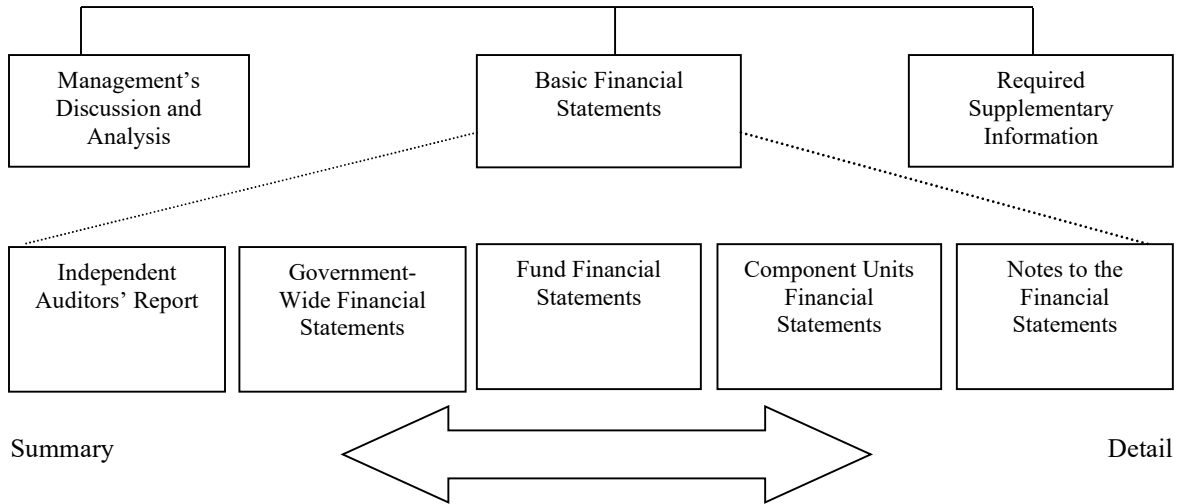 Management’s
Discussion and
Analysis
Basic Financial
Statements
Required
Supplementary
Information
Independent
Auditors’ Report
Government-
Wide Financial
Statements
Fund Financial
Statements
Component Units
Financial
Statements
Notes to the
Financial
Statements
Summary
Detail